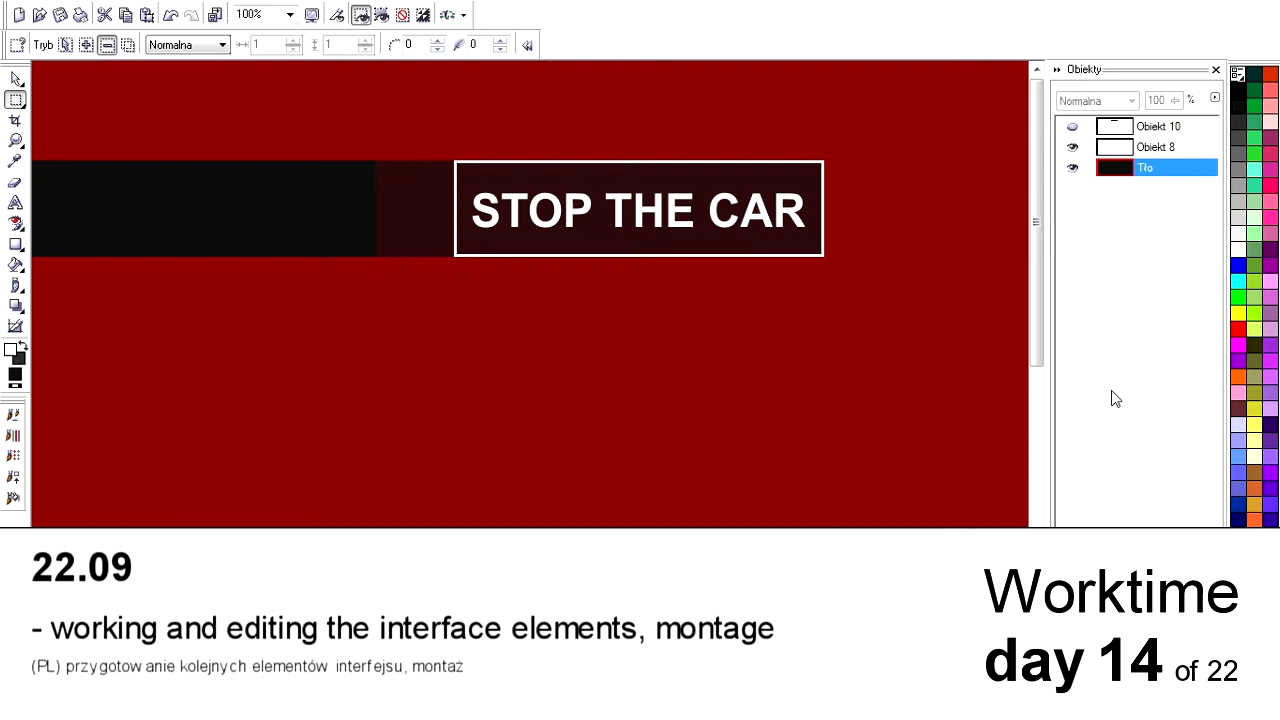 100%
Tryb Normalna 1 1 0 0
Obiekty
Normalna 100 %
Obiekt 10
Obiekt 8
Tło
STOP THE CAR
22.09
- working and editing the interface elements, montage
(PL) przygotowanie kolejnych elementów interfejsu, montaż
Worktime
day 14 of 22